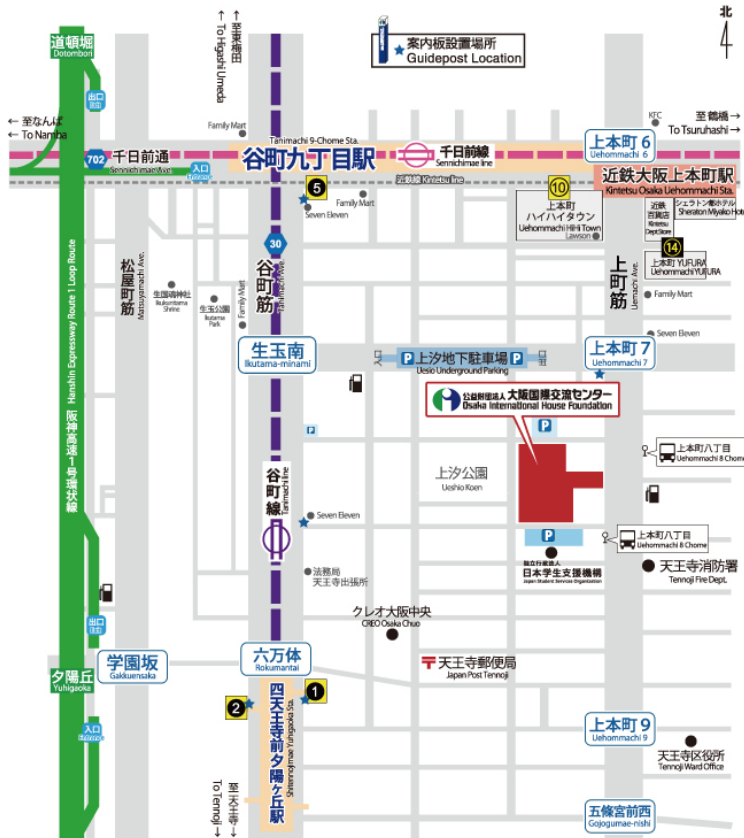 北
道頓堀
Dotombori
出口
← 至なんば
← To Namba
至東梅田→
To Higashi Umeda→
案内板設置場所
Guidepost Location
Family Mart
Tanimachi 9-Chome Sta.
谷町九丁目駅
千日前線
Sennichimae line
702
千日前通
Sennichimae Ave.
入口
Entrance
近鉄線 Kintetsu line
KFC
至 鶴橋→
To Tsuruhashi→
上本町 6
Uehommachi 6
近鉄大阪上本町駅
Kintetsu Osaka Uehommachi Sta.
5
Seven Eleven
Family Mart
10
上本町
ハイハイタウン
Uehommachi HiHi Town
Lawson
近鉄
百貨店
Kintetsu
Dept Store
シェラトン都ホテル
Sheraton Miyako Hote
14
上本町 YUFURA
Uehommachi YUFURA
Family Mart
Seven Eleven
30
谷町筋
Tanimachi Ave.
松屋町筋
Matsuyamachi Ave.
生国魂神社
Ikukunitama
Shrine
生玉公園
Ikutama
Park
Family Mart
上町筋
Uemachi Ave.
生玉南
Ikutama-minami
入口
P 上汐地下駐車場 P
Uesio Underground Parking
出口
上本町 7
Uehommachi 7
Hanshin Expressway Route 1 Loop Route
阪神高速 1 号環状線
公益財団法人 大阪国際交流センター
Osaka International House Foundation
P
P
上汐公園
Ueshio Koen
上本町八丁目
Uehommachi 8 Chome
谷町線
Tanimachi line
Seven Eleven
P
上本町八丁目
Uehommachi 8 Chome
法務局
天王寺出張所
独立行政法人
日本学生支援機構
Japan Student Services Organization
天王寺消防署
Tennoji Fire Dept.
クレオ大阪中央
CREO Osaka Chuo
出口
学園坂
Gakkuensaka
六万体
Rokumantai
〒天王寺郵便局
Japan Post Tennoji
夕陽丘
Yuhigaoka
入口
Entrance
2
1
四天王寺前夕陽ヶ丘駅
Shitennojimae Yuhigaoka Sta.
上本町 9
Uehommachi 9
天王寺区役所
Tennoji Ward Office
至 天王寺→
To Tennoji→
五條宮前西
Gojogumae-nishi